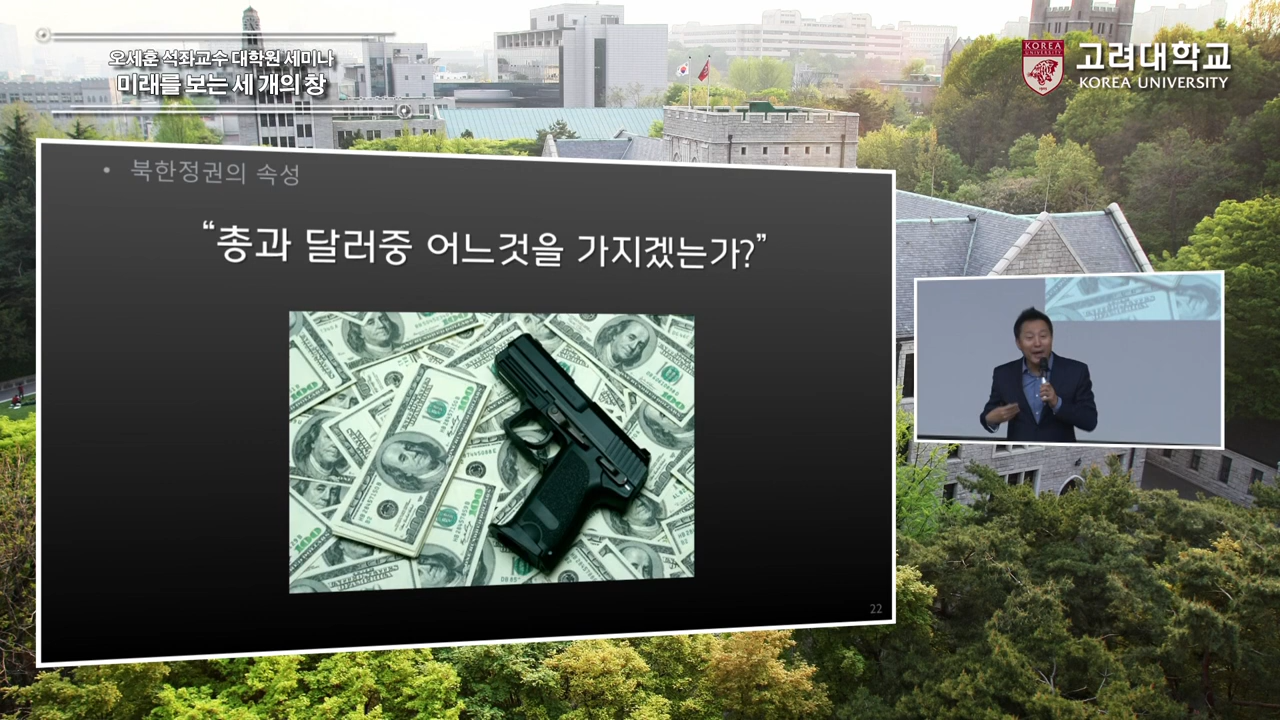 오세훈 석좌교수 대학원 세미나
미래를 보는 세 개의 창
KOREA
UNIVERSITY
고려대학교
KOREA UNIVERSITY
• 북한정권의 속성
“총과 달러중 어느것을 가지겠는가?”
22